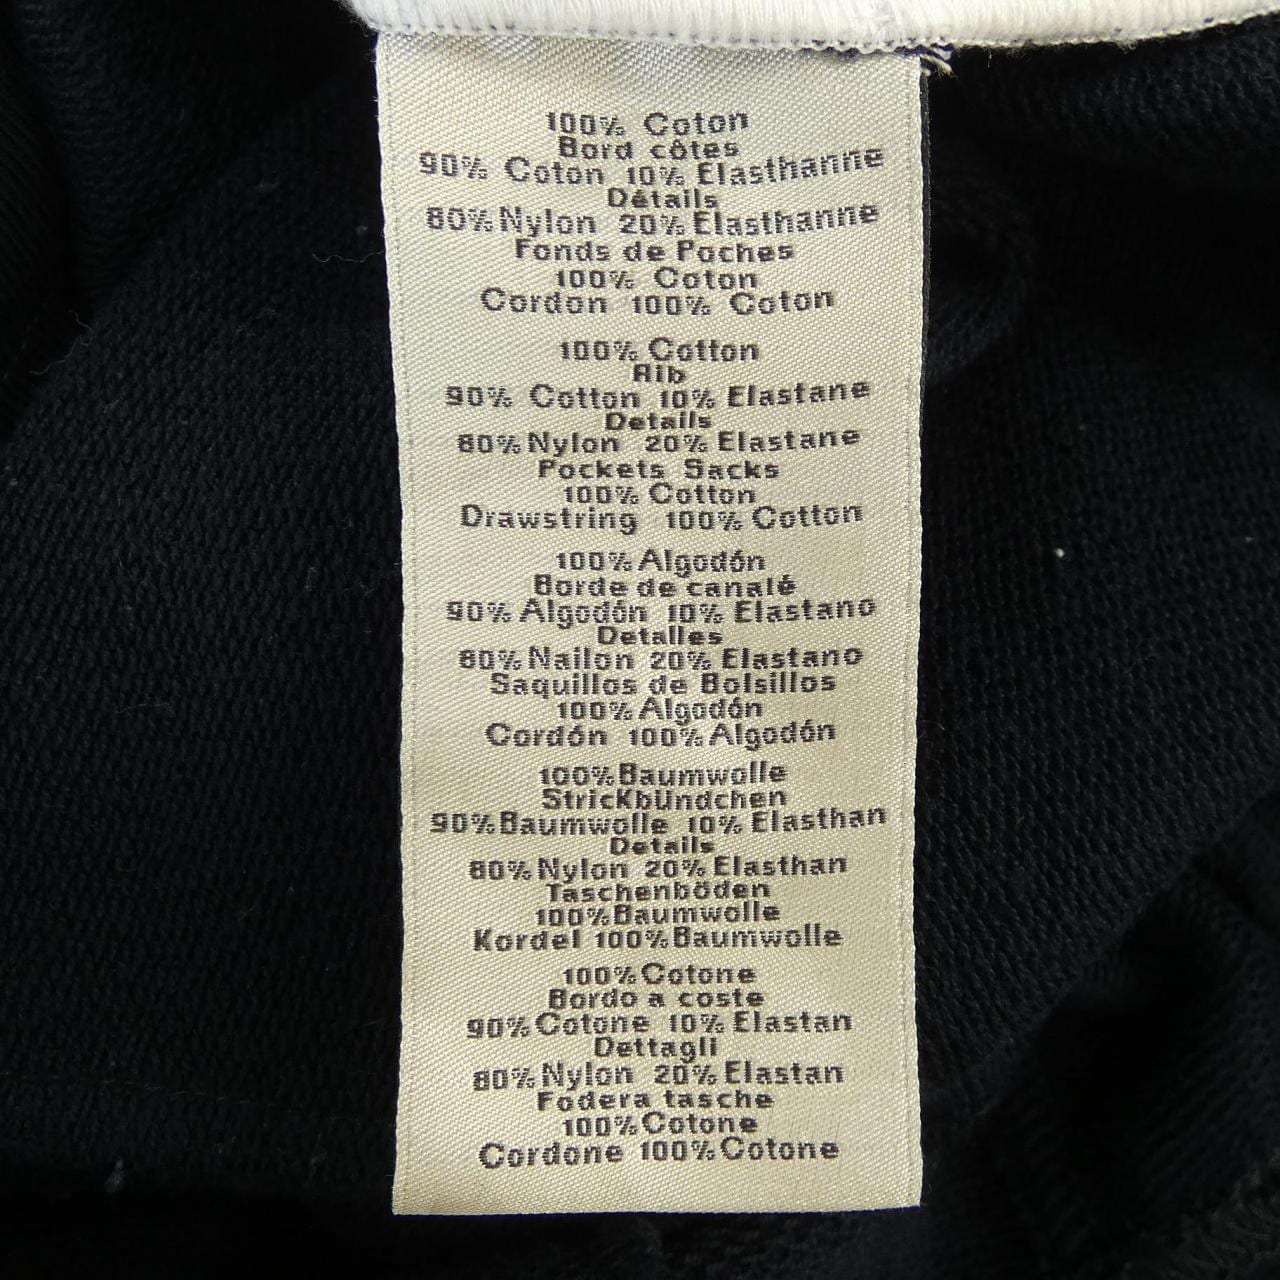 100% Coton
Bord côtes
90% Coton 10% Elasthanne
Détails
80% Nylon 20% Elasthanne
Fonds de Poches
100% Coton
Cordon 100% Coton
100% Cotton
Rib
90% Cotton 10% Elastane
Details
80% Nylon 20% Elastane
Pockets Sacks
100% Cotton
Drawstring 100% Cotton
100% Algodón
Borde de canalé
90% Algodón 10% Elastano
Detalles
80% Nailon 20% Elastano
Saquillos de Bolsillos
100% Algodón
Cordón 100% Algodón
100% Baumwolle
StricKbündchen
90% Baumwolle 10% Elasthan
Details
80% Nylon 20% Elasthan
Taschenböden
100% Baumwolle
Kordel 100% Baumwolle
100% Cotone
Bordo a coste
90% Cotone 10% Elastan
Dettagli
80% Nylon 20% Elastan
Fodera tasche
100% Cotone
Cordone 100% Cotone